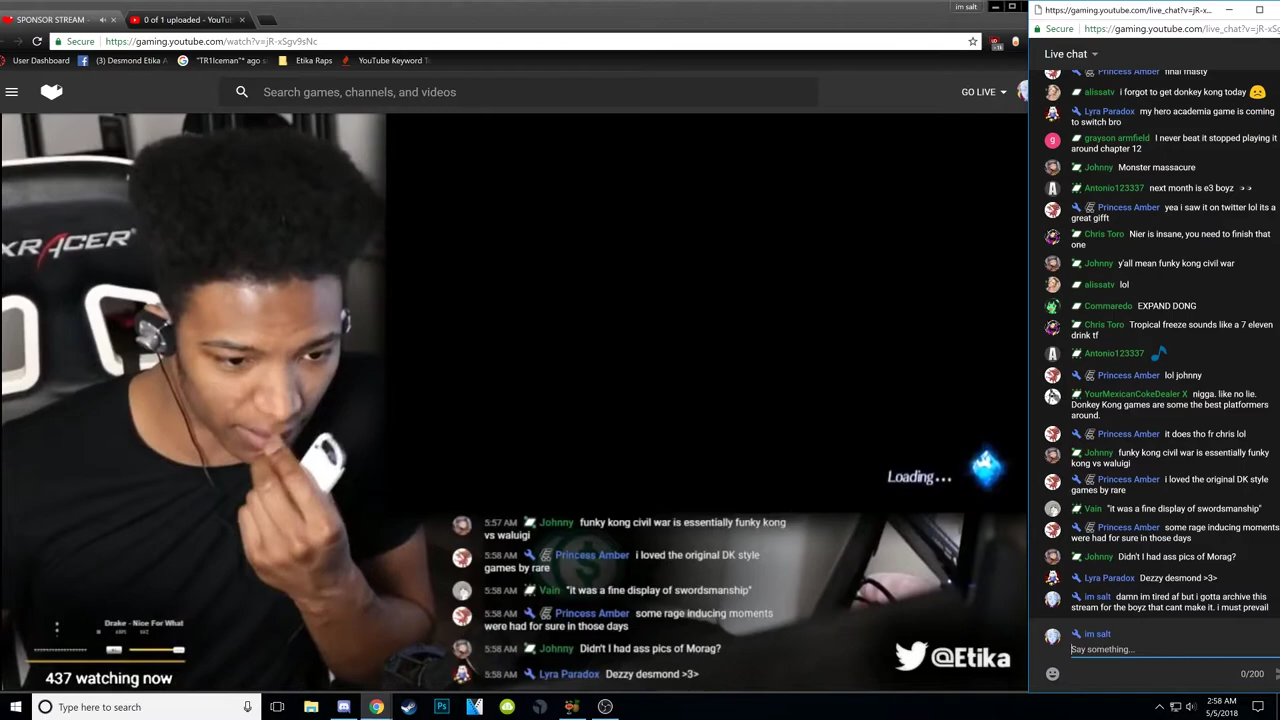 SPONSOR STREAM -
0 of 1 uploaded - YouTu
im salt
Secure https://gaming.youtube.com/watch?v=jR-xSgv9sNc
User Dashboard
(3) Desmond Etika A
"TR1Iceman"* ago s
Etika Raps
YouTube Keyword To
Search games, channels, and videos
GO LIVE
XRACER
Loading...
5:57 AM Johnny funky kong civil war is essentially funky kong
vs waluigi
5:58 AM Princess Amber i loved the original DK style
games by rare
5:58 AM Vain "it was a fine display of swordsmanship"
5:58 AM Princess Amber some rage inducing moments
were had for sure in those days
5:58 AM Johnny Didn't I had ass pics of Morag?
5:58 AM Lyra Paradox Dezzy desmond >3>
Drake - Nice For What
437 watching now
@Etika
https://gaming.youtube.com/live_chat?v=jR-x...
Secure https://gaming.youtube.com/live_chat?v=jR-xSg
Live chat
Princess Amber final nasty
alissatv i forgot to get donkey kong today
Lyra Paradox my hero academia game is coming
to switch bro
g
grayson armfield I never beat it stopped playing it
around chapter 12
Johnny Monster massacure
A
Antonio123337 next month is e3 boyz 👀
Princess Amber yea i saw it on twitter lol its a
great gifft
Chris Toro Nier is insane, you need to finish that
one
Johnny y'all mean funky kong civil war
alissatv lol
Commaredo EXPAND DONG
Chris Toro Tropical freeze sounds like a 7 eleven
drink tf
A
Antonio123337
Princess Amber lol johnny
YourMexicanCokeDealer X nigga. like no lie.
Donkey Kong games are some the best platformers
around.
Princess Amber it does tho fr chris lol
Johnny funky kong civil war is essentially funky
kong vs waluigi
Princess Amber i loved the original DK style
games by rare
Vain "it was a fine display of swordsmanship"
Princess Amber some rage inducing moments
were had for sure in those days
Johnny Didn't I had ass pics of Morag?
Lyra Paradox Dezzy desmond >3>
im salt damn im tired af but i gotta archive this
stream for the boyz that cant make it. i must prevail
im salt
Say something...
0/200
Type here to search
2:58 AM
5/5/2018